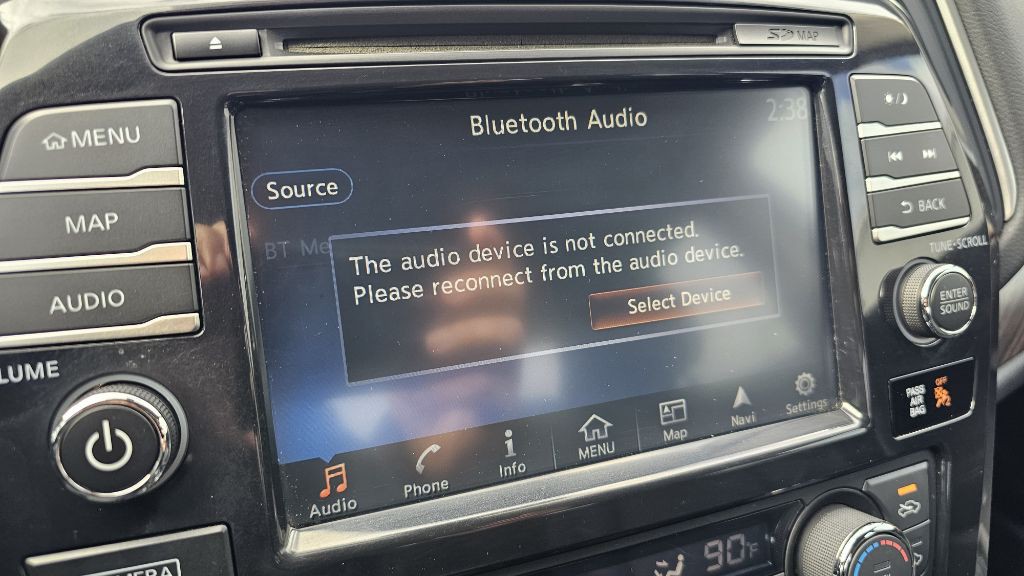 SD MAP
MENU
MAP
AUDIO
Bluetooth Audio
2:38
Source
BT Me
The audio device is not connected.
Please reconnect from the audio device.
Select Device
Audio
Phone
Info
MENU
Map
Navi
Settings
BACK
TUNE·SCROLL
ENTER
SOUND
PASS
AIR
BAG
OFF
LUME
90°F